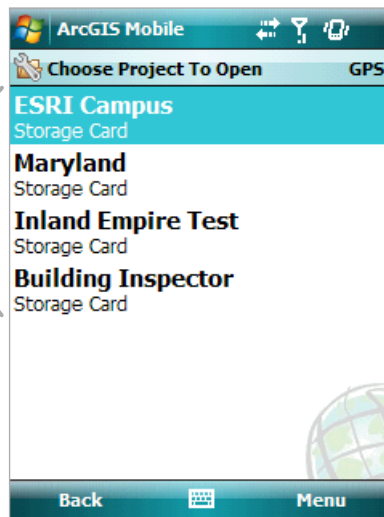 ArcGIS Mobile
Choose Project To Open GPS
ESRI Campus
Storage Card
Maryland
Storage Card
Inland Empire Test
Storage Card
Building Inspector
Storage Card
Back Menu